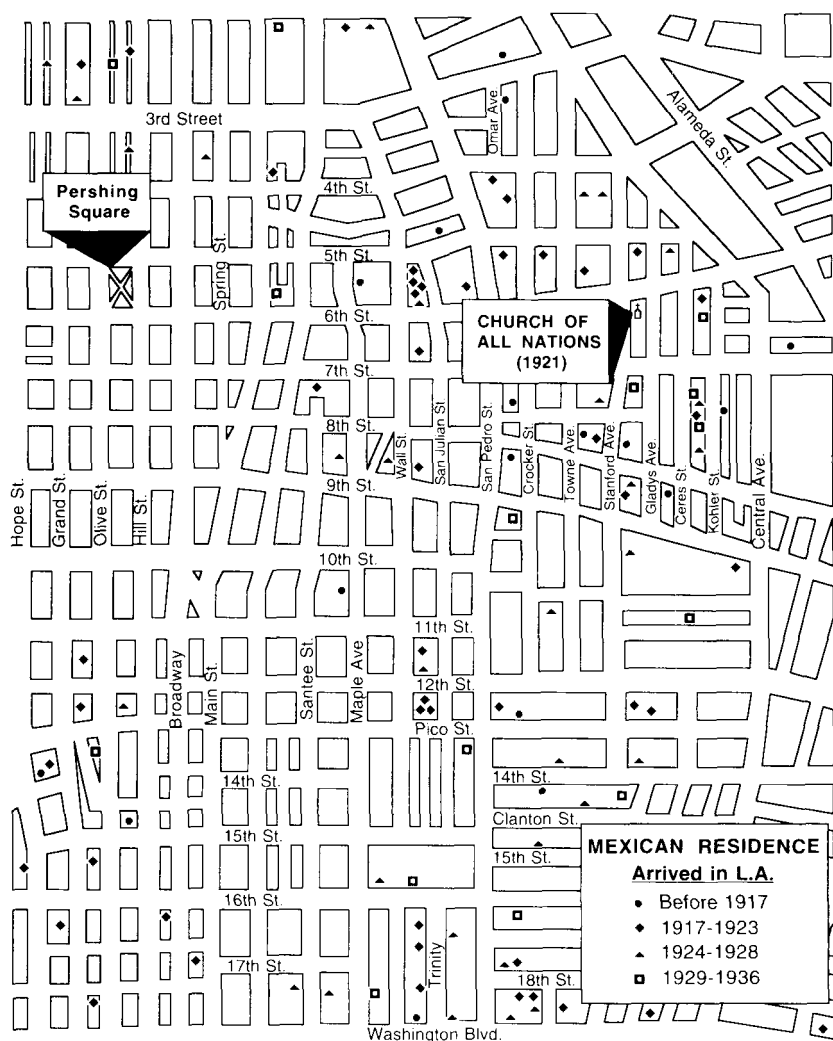 3rd Street
Omar Ave.
Alameda St.
Pershing
Square
4th St.
Spring St.
5th St.
6th St.
CHURCH OF
ALL NATIONS
(1921)
7th St.
8th St.
Wall St.
San Julian St.
San Pedro St.
Crocker St.
Towne Ave.
Stanford Ave.
Gladys Ave.
Ceres St.
Kohler St.
Central Ave.
9th St.
Hope St.
Grand St.
Olive St.
Hill St.
10th St.
11th St.
Broadway
Main St.
Santee St.
Maple Ave
12th St.
Pico St.
14th St.
14th St.
Clanton St.
15th St.
15th St.
16th St.
17th St.
Trinity
18th St.
Washington Blvd.
MEXICAN RESIDENCE
Arrived in L.A.
Before 1917
1917-1923
1924-1928
1929-1936